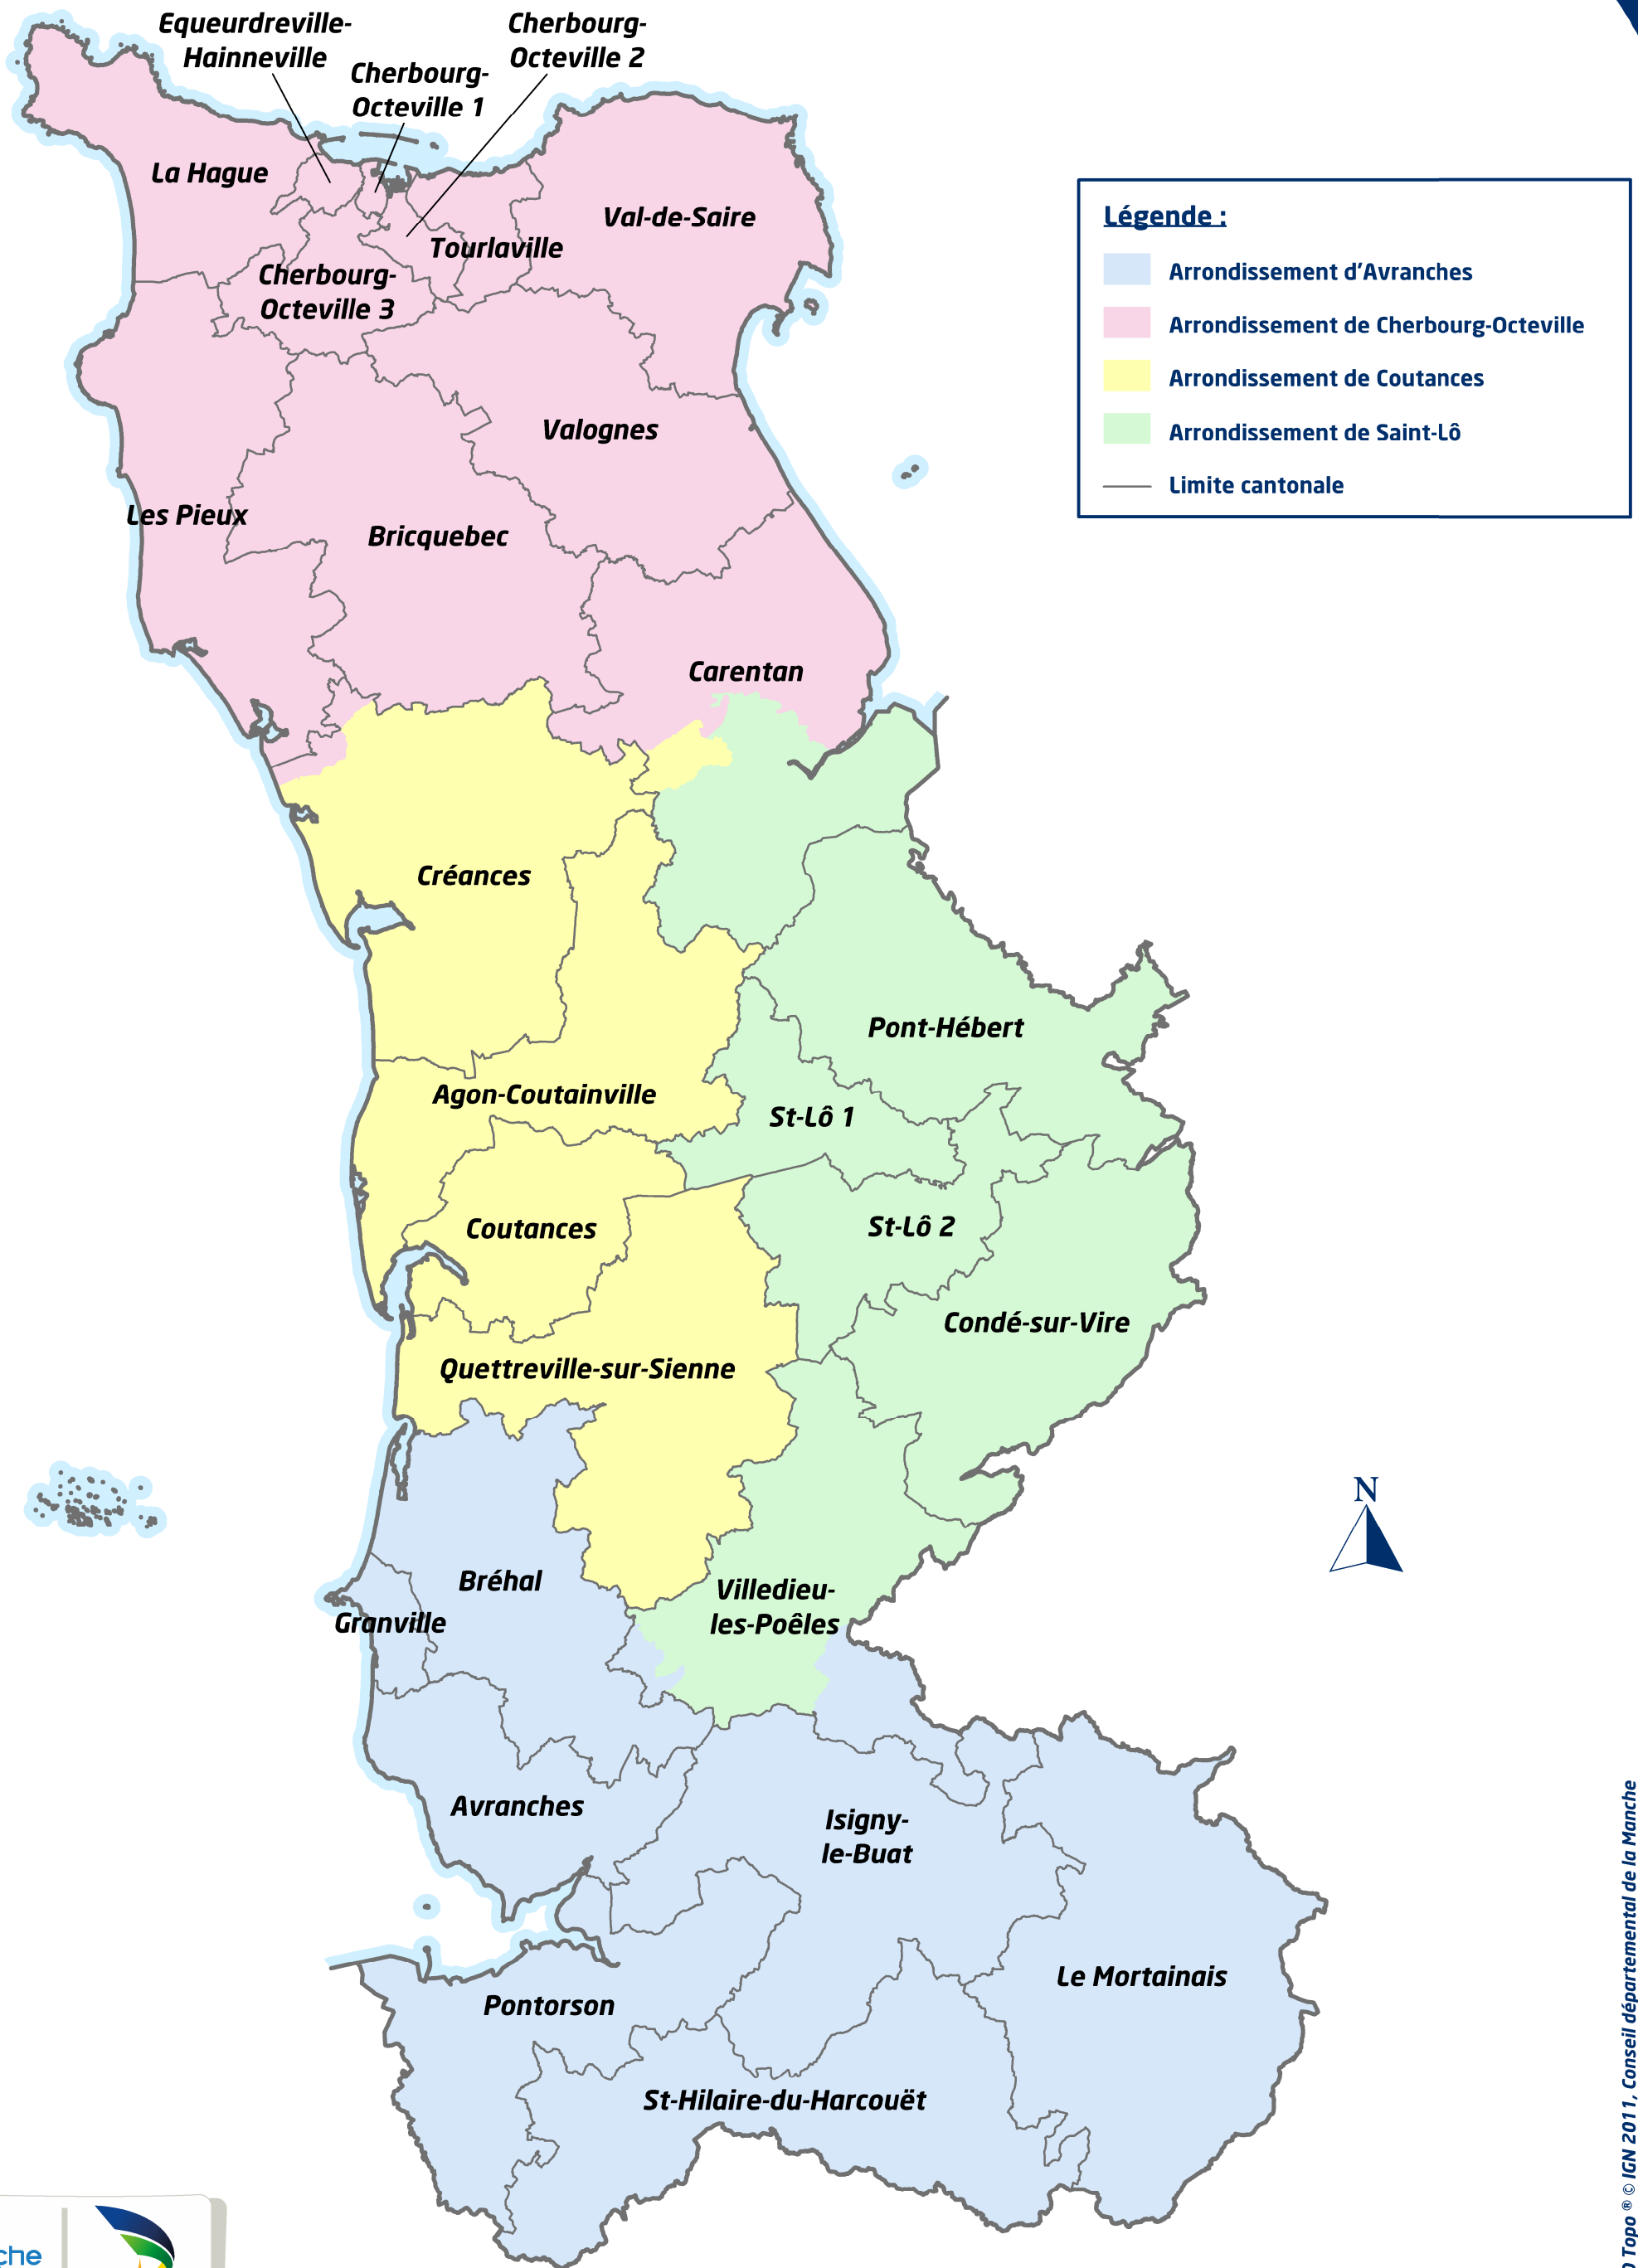 Equeurdreville-
Hainneville
Cherbourg-
Octeville 2
Cherbourg-
Octeville 1
La Hague
Val-de-Saire
Tourlaville
Cherbourg-
Octeville 3
Légende :
Arrondissement d'Avranches
Arrondissement de Cherbourg-Octeville
Arrondissement de Coutances
Arrondissement de Saint-Lô
Limite cantonale
Valognes
Les Pieux
Bricquebec
Carentan
Créances
Pont-Hébert
Agon-Coutainville
St-Lô 1
Coutances
St-Lô 2
Condé-sur-Vire
Quettreville-sur-Sienne
N
Bréhal
Villedieu-
les-Poêles
Granville
Avranches
Isigny-
le-Buat
Le Mortainais
Pontorson
St-Hilaire-du-Harcouët
Topo ® © IGN 2011, Conseil départemental de la Manche
che